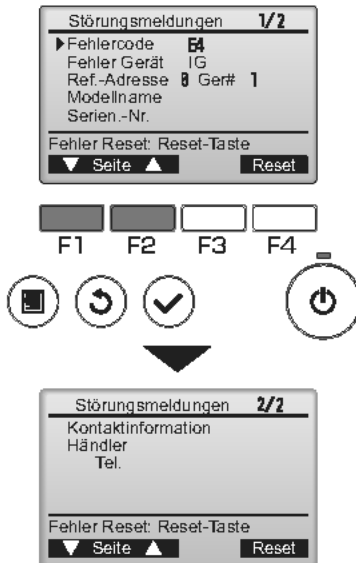 Störungsmeldungen 1/2
Fehlercode E4
Fehler Gerät IG
Ref.-Adresse 0 Ger# 1
Modellname
Serien.-Nr.
Fehler Reset: Reset-Taste
▼ Seite ▲ Reset
F1 F2 F3 F4
Störungsmeldungen 2/2
Kontaktinformation
Händler
Tel.
Fehler Reset: Reset-Taste
▼ Seite ▲ Reset